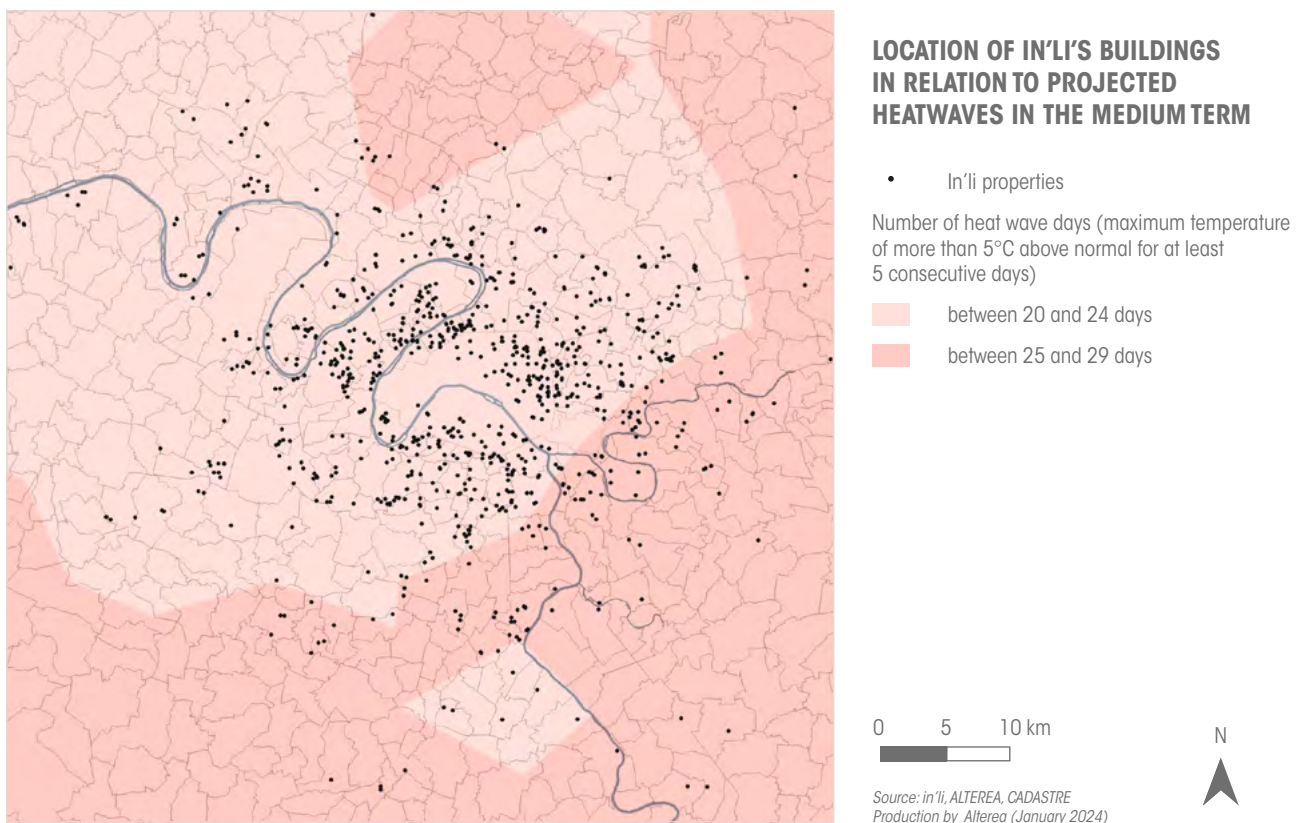 LOCATION OF IN'LI'S BUILDINGS
IN RELATION TO PROJECTED
HEATWAVES IN THE MEDIUM TERM
In'li properties
Number of heat wave days (maximum temperature
of more than 5°C above normal for at least
5 consecutive days)
between 20 and 24 days
between 25 and 29 days
0 5 10 km
N
Source: in'li, ALTEREA, CADASTRE
Production by Alterea (January 2024)